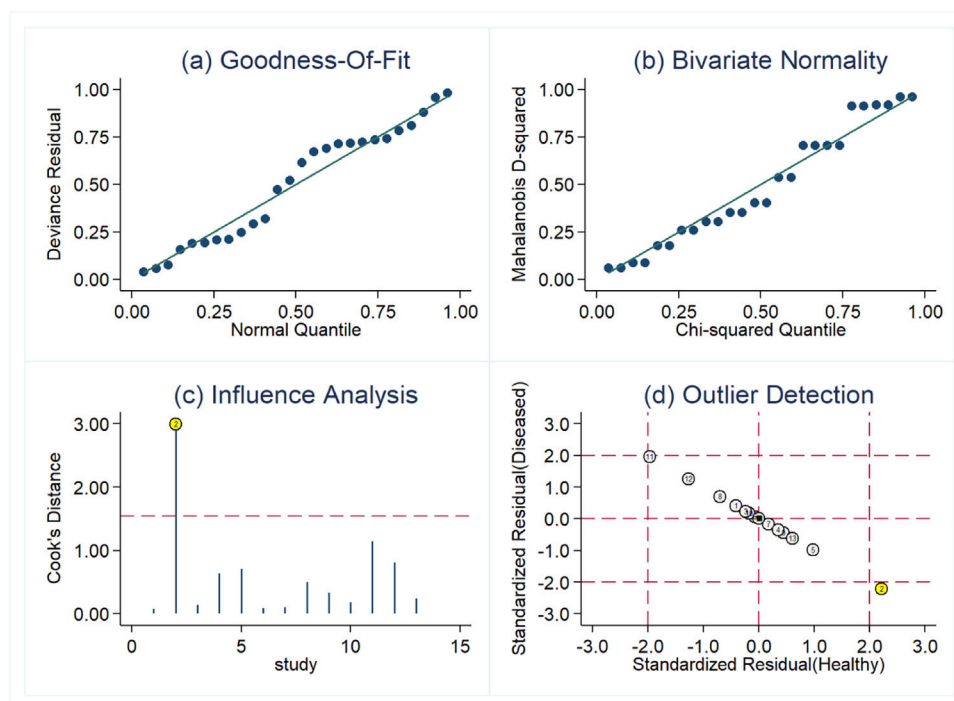 (a) Goodness-Of-Fit
Deviance Residual
1.00
0.75
0.50
0.25
0.00
0.00 0.25 0.50 0.75 1.00
Normal Quantile
(b) Bivariate Normality
Mahalanobis D-squared
1.00
0.75
0.50
0.25
0.00
0.00 0.25 0.50 0.75 1.00
Chi-squared Quantile
(c) Influence Analysis
Cook's Distance
3.00
2.00
1.00
0.00
2
0 5 10 15
study
(d) Outlier Detection
Standardized Residual(Diseased)
3.0
2.0
1.0
0.0
-1.0
-2.0
-3.0
11
12
8
1
3
7
4
13
5
2
-3.0 -2.0 -1.0 0.0 1.0 2.0 3.0
Standardized Residual(Healthy)